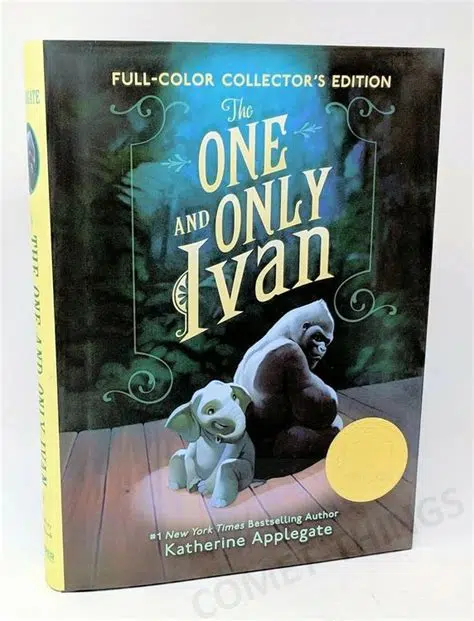 FULL-COLOR COLLECTOR'S EDITION
The
ONE
AND ONLY
Ivan
#1 New York Times Bestselling Author
Katherine Applegate
THE ONE AND ONLY IVAN